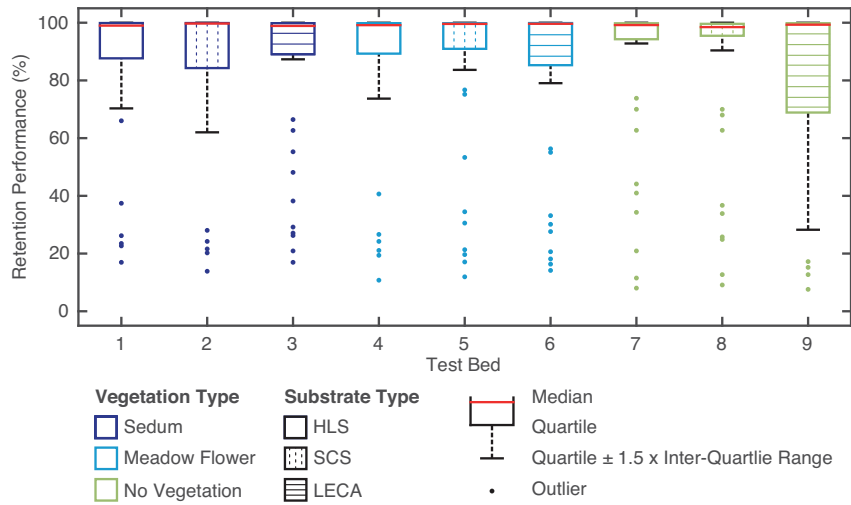 Retention Performance (%)
100
80
60
40
20
0
1 2 3 4 5 6 7 8 9
Test Bed
Vegetation Type
Sedum
Meadow Flower
No Vegetation
Substrate Type
HLS
SCS
LECA
Median
Quartile
Quartile ± 1.5 x Inter-Quartlie Range
Outlier